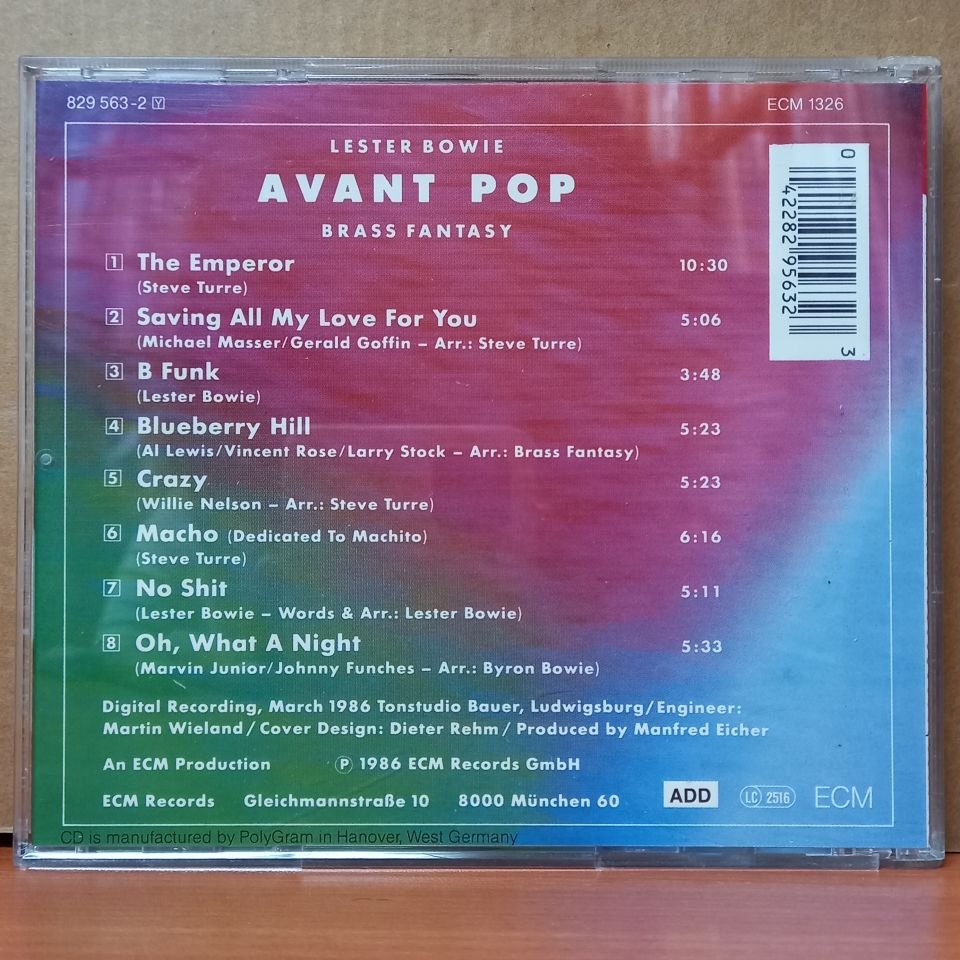 829 563-2 Y
ECM 1326
LESTER BOWIE
AVANT POP
BRASS FANTASY
0 42282 95632 3
1 The Emperor 10:30
(Steve Turre)
2 Saving All My Love For You 5:06
(Michael Masser/Gerald Goffin – Arr.: Steve Turre)
3 B Funk 3:48
(Lester Bowie)
4 Blueberry Hill 5:23
(Al Lewis/Vincent Rose/Larry Stock – Arr.: Brass Fantasy)
5 Crazy 5:23
(Willie Nelson – Arr.: Steve Turre)
6 Macho (Dedicated To Machito) 6:16
(Steve Turre)
7 No Shit 5:11
(Lester Bowie – Words & Arr.: Lester Bowie)
8 Oh, What A Night 5:33
(Marvin Junior/Johnny Funches – Arr.: Byron Bowie)
Digital Recording, March 1986 Tonstudio Bauer, Ludwigsburg/Engineer:
Martin Wieland/Cover Design: Dieter Rehm/Produced by Manfred Eicher
An ECM Production ℗ 1986 ECM Records GmbH
ECM Records Gleichmannstraße 10 8000 München 60 ADD LC 2516 ECM
CD is manufactured by PolyGram in Hanover, West Germany